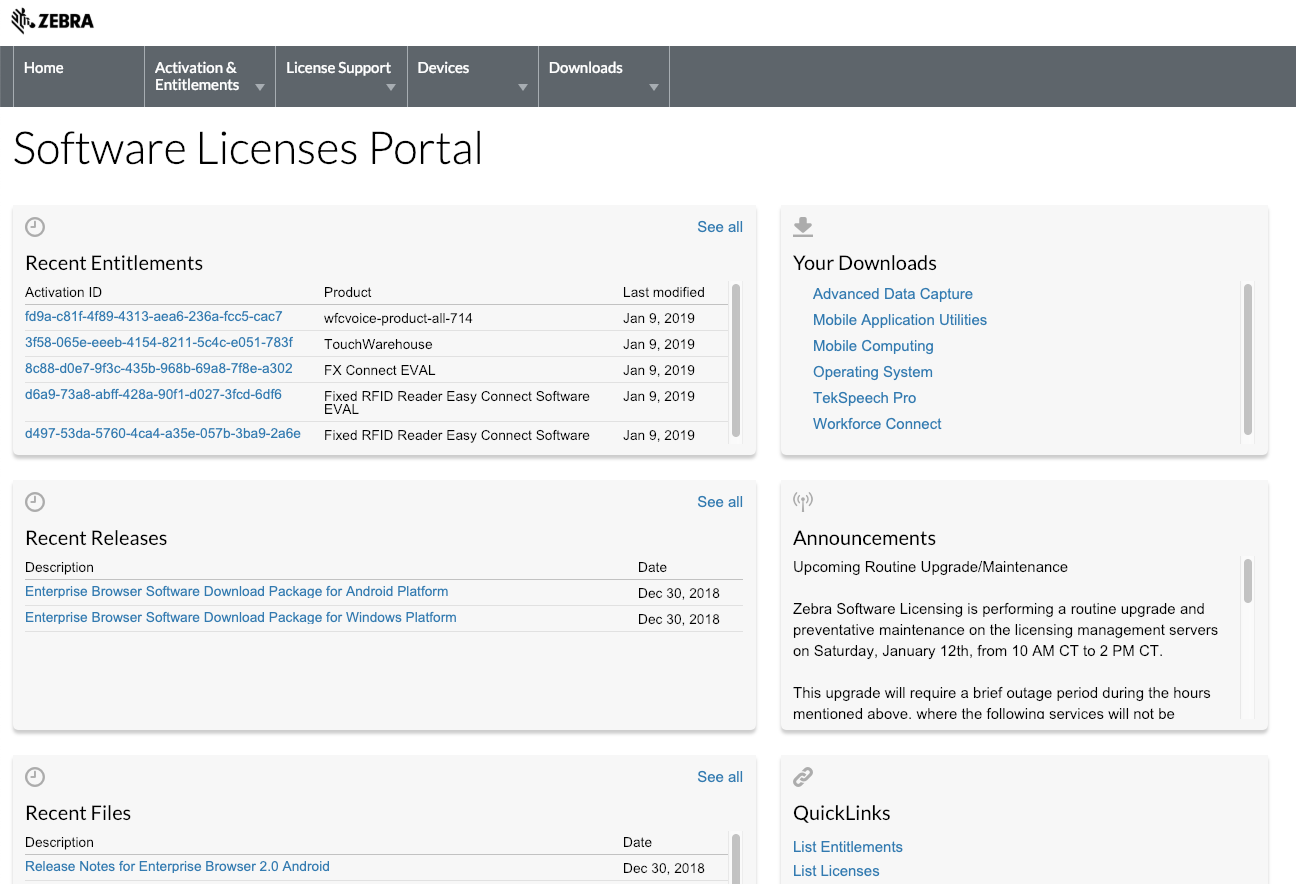 ZEBRA
Home
Activation &
Entitlements
License Support
Devices
Downloads
Software Licenses Portal
See all
Recent Entitlements
Activation ID Product Last modified
fd9a-c81f-4f89-4313-aea6-236a-fcc5-cac7 wfcvoice-product-all-714 Jan 9, 2019
3f58-065e-eeeb-4154-8211-5c4c-e051-783f TouchWarehouse Jan 9, 2019
8c88-d0e7-9f3c-435b-968b-69a8-7f8e-a302 FX Connect EVAL Jan 9, 2019
d6a9-73a8-abff-428a-90f1-d027-3fcd-6df6 Fixed RFID Reader Easy Connect Software Jan 9, 2019
EVAL
d497-53da-5760-4ca4-a35e-057b-3ba9-2a6e Fixed RFID Reader Easy Connect Software Jan 9, 2019
Your Downloads
Advanced Data Capture
Mobile Application Utilities
Mobile Computing
Operating System
TekSpeech Pro
Workforce Connect
See all
Recent Releases
Description Date
Enterprise Browser Software Download Package for Android Platform Dec 30, 2018
Enterprise Browser Software Download Package for Windows Platform Dec 30, 2018
Announcements
Upcoming Routine Upgrade/Maintenance
Zebra Software Licensing is performing a routine upgrade and
preventative maintenance on the licensing management servers
on Saturday, January 12th, from 10 AM CT to 2 PM CT.
This upgrade will require a brief outage period during the hours
mentioned above, where the following services will not be
See all
Recent Files
Description Date
Release Notes for Enterprise Browser 2.0 Android Dec 30, 2018
QuickLinks
List Entitlements
List Licenses